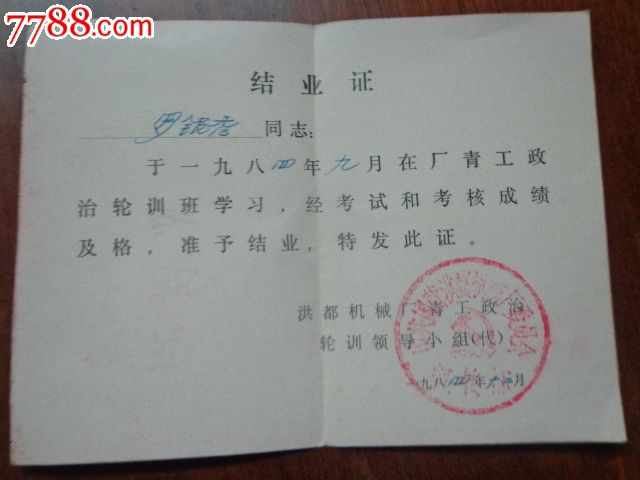 7788.com
结业证
罗银秀同志:
于一九八四年九月在厂青工政
治轮训班学习,经考试和考核成绩
及格,准予结业,特发此证。
洪都机械厂青工政治
轮训领导小组(代)
一九八四年 月